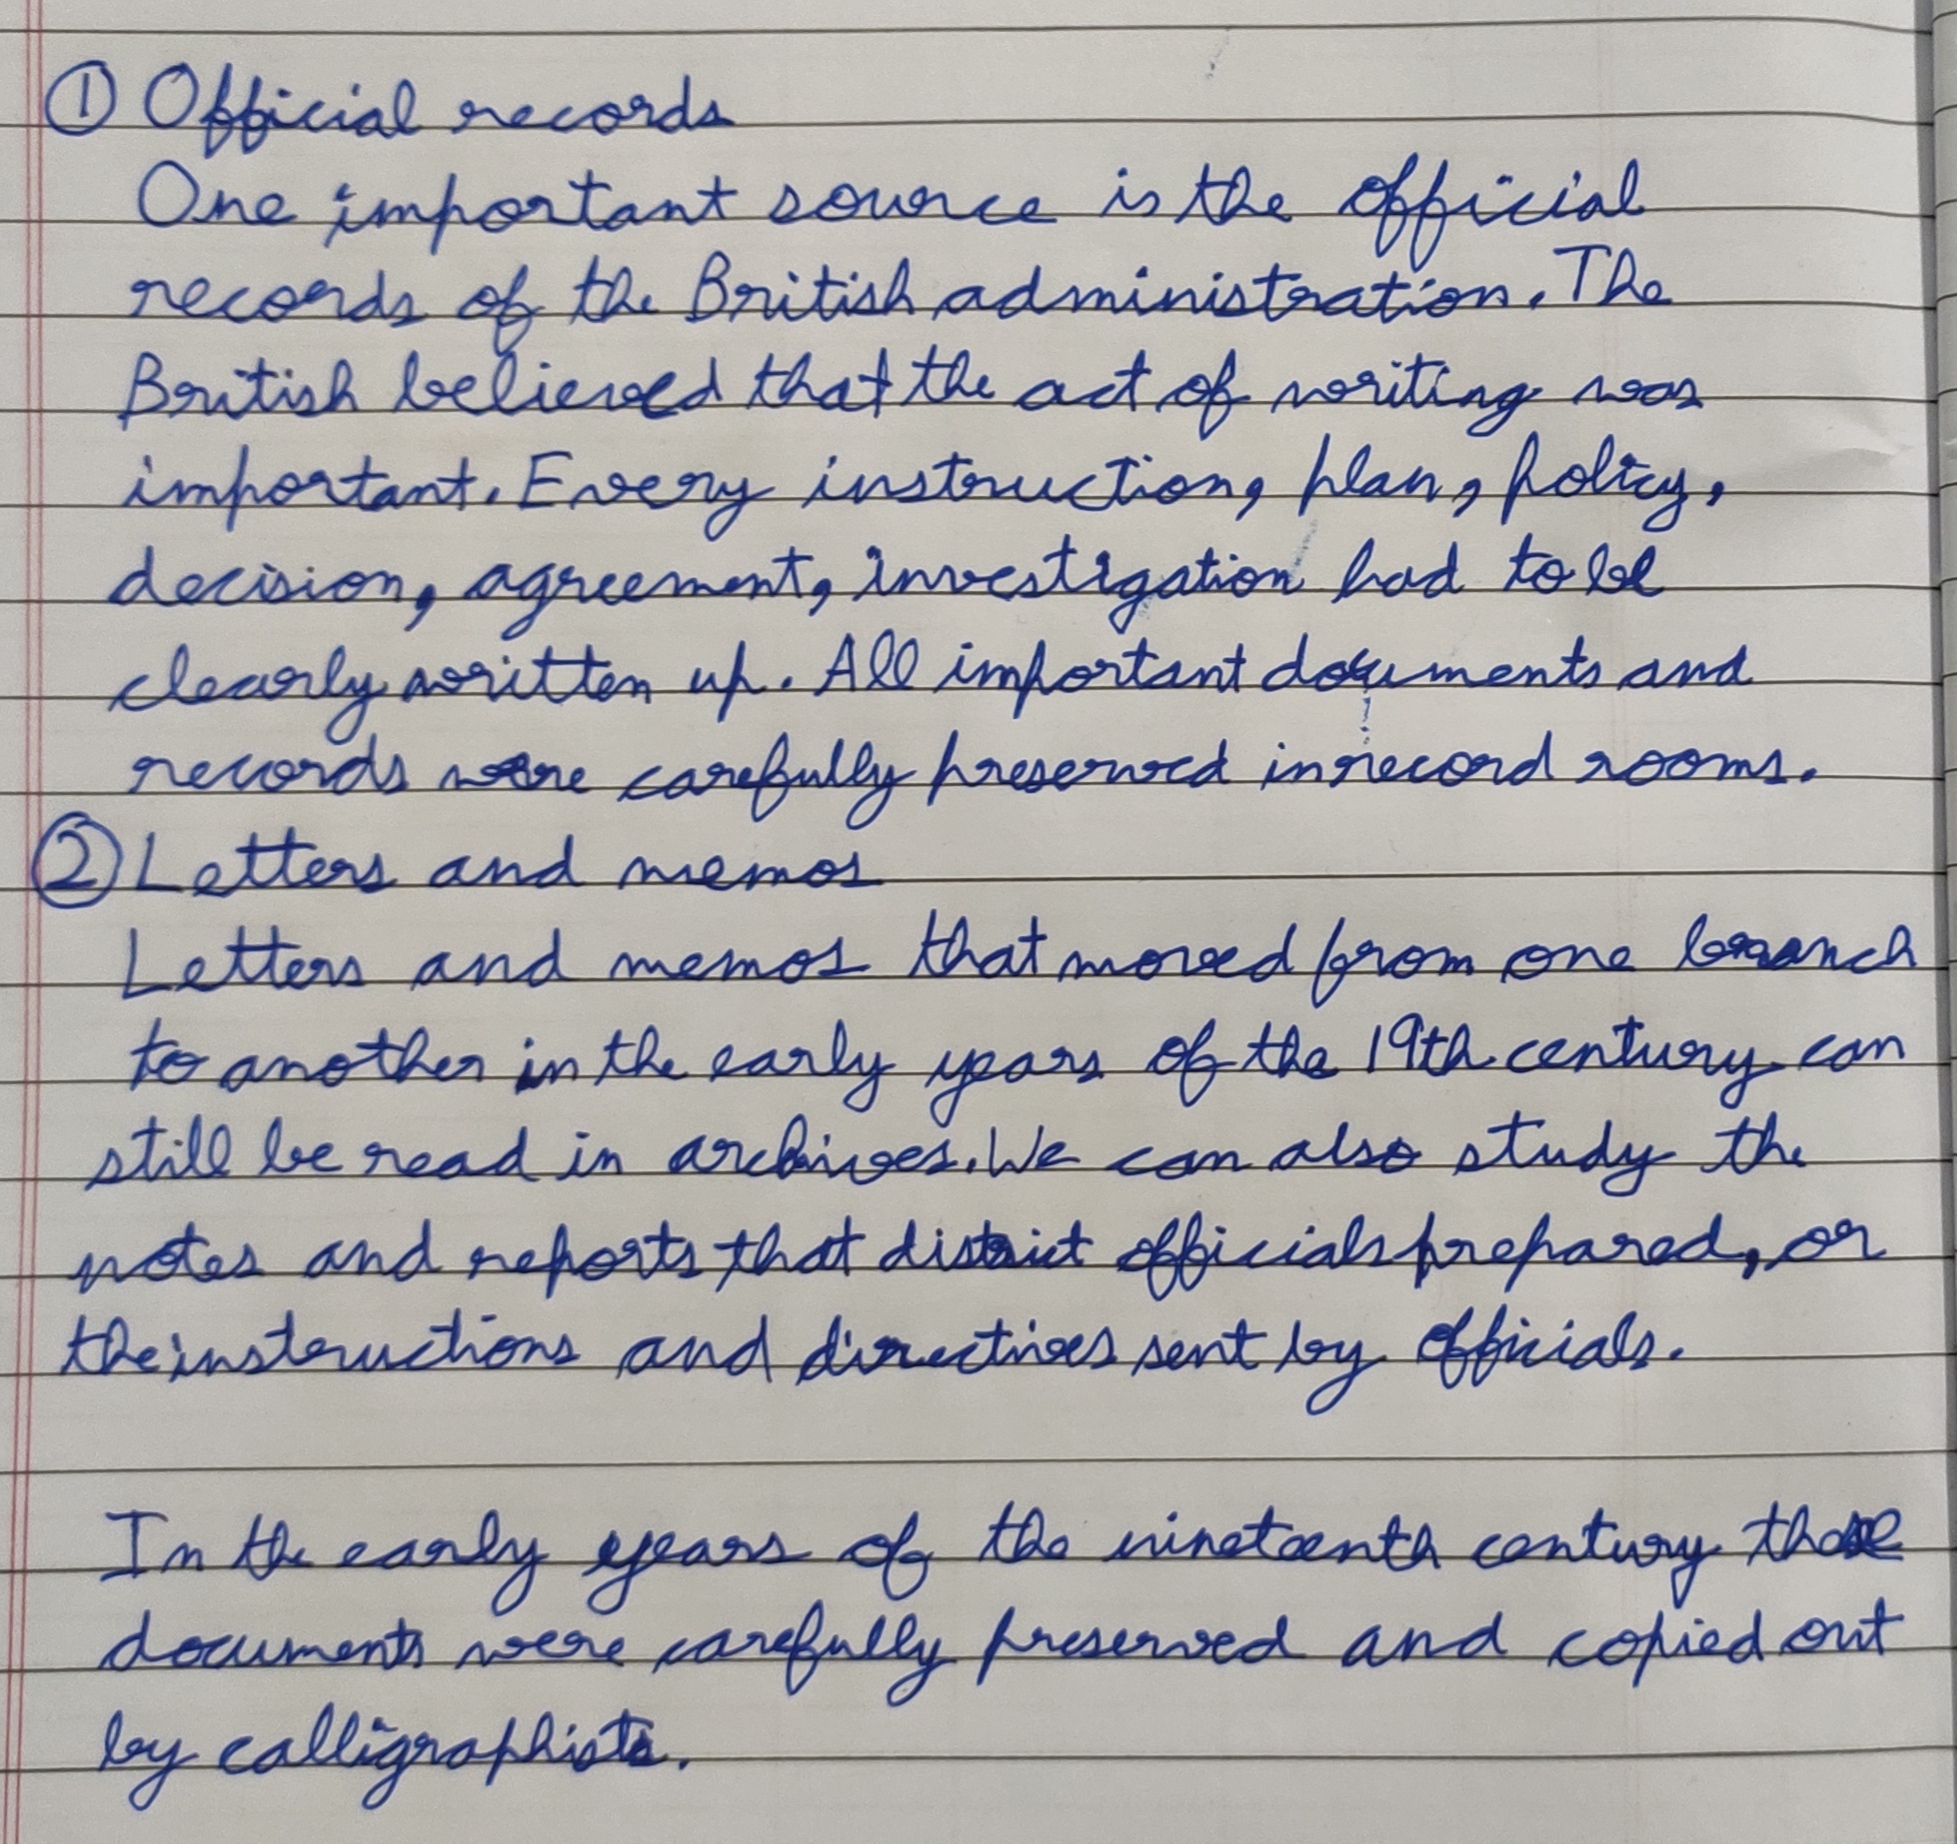 ① Official records
One important source is the official
records of the British administration. The
British believed that the act of writing was
important. Every instruction, plan, policy,
decision, agreement, investigation had to be
clearly written up. All important documents and
records were carefully preserved in record rooms.
② Letters and memos
Letters and memos that moved from one branch
to another in the early years of the 19th century can
still be read in archives. We can also study the
notes and reports that district officials prepared, or
the instructions and directives sent by officials.
In the early years of the nineteenth century these
documents were carefully preserved and copied out
by calligraphists.